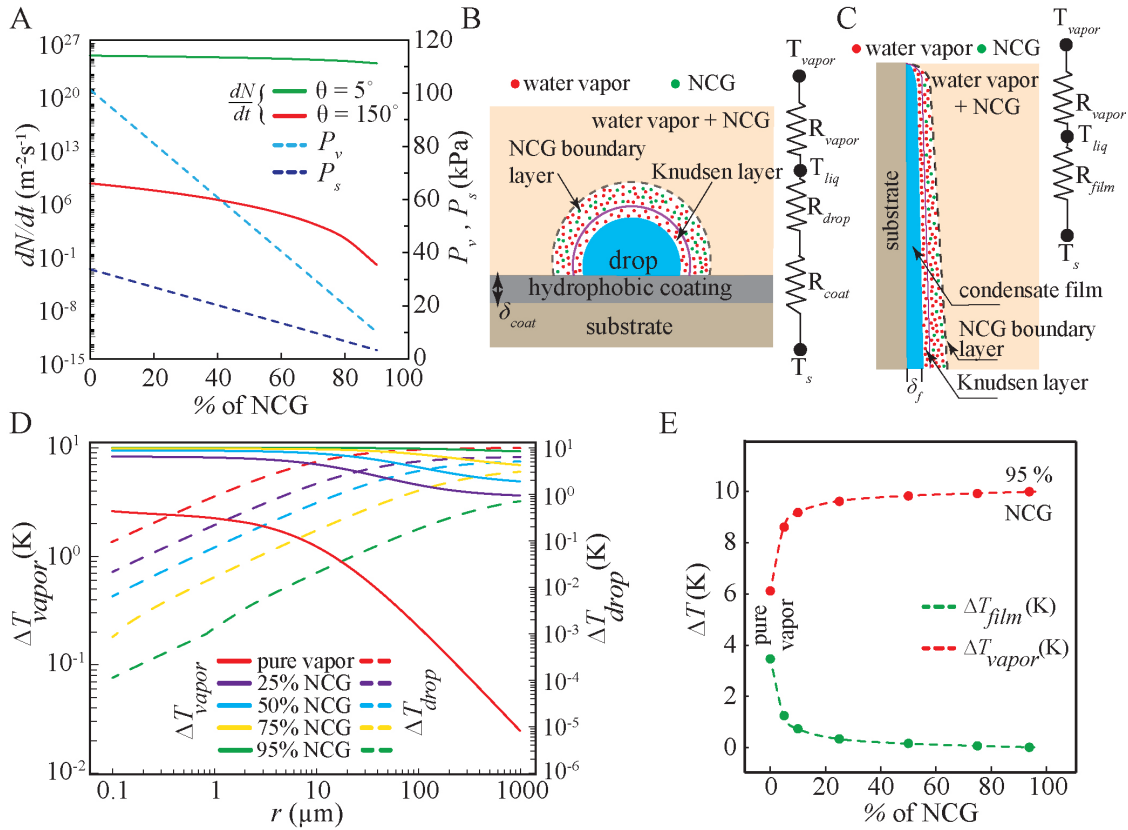 A
10^27
10^20
10^13
10^6
10^-1
10^-8
10^-15
dN/dt (m^-2s^-1)
dN/dt { θ = 5°
θ = 150°
P_v
P_s
120
100
80
60
40
20
0
P_v , P_s (kPa)
0 20 40 60 80 100
% of NCG
B
water vapor NCG
water vapor + NCG
NCG boundary
layer
Knudsen layer
drop
hydrophobic coating
δ_coat
substrate
T_vapor
R_vapor
T_liq
R_drop
R_coat
T_s
C
water vapor NCG
water vapor
+ NCG
substrate
condensate film
NCG boundary
layer
Knudsen layer
δ_f
T_vapor
R_vapor
T_liq
R_film
T_s
D
10^1
10^0
10^-1
10^-2
ΔT_vapor(K)
ΔT_vapor
pure vapor
25% NCG
50% NCG
75% NCG
95% NCG
ΔT_drop
10^1
10^0
10^-1
10^-2
10^-3
10^-4
10^-5
10^-6
ΔT_drop(K)
0.1 1 10 100 1000
r (μm)
E
10
8
6
4
2
0
ΔT(K)
95 %
NCG
pure
vapor
ΔT_film(K)
ΔT_vapor(K)
0 20 40 60 80 100
% of NCG